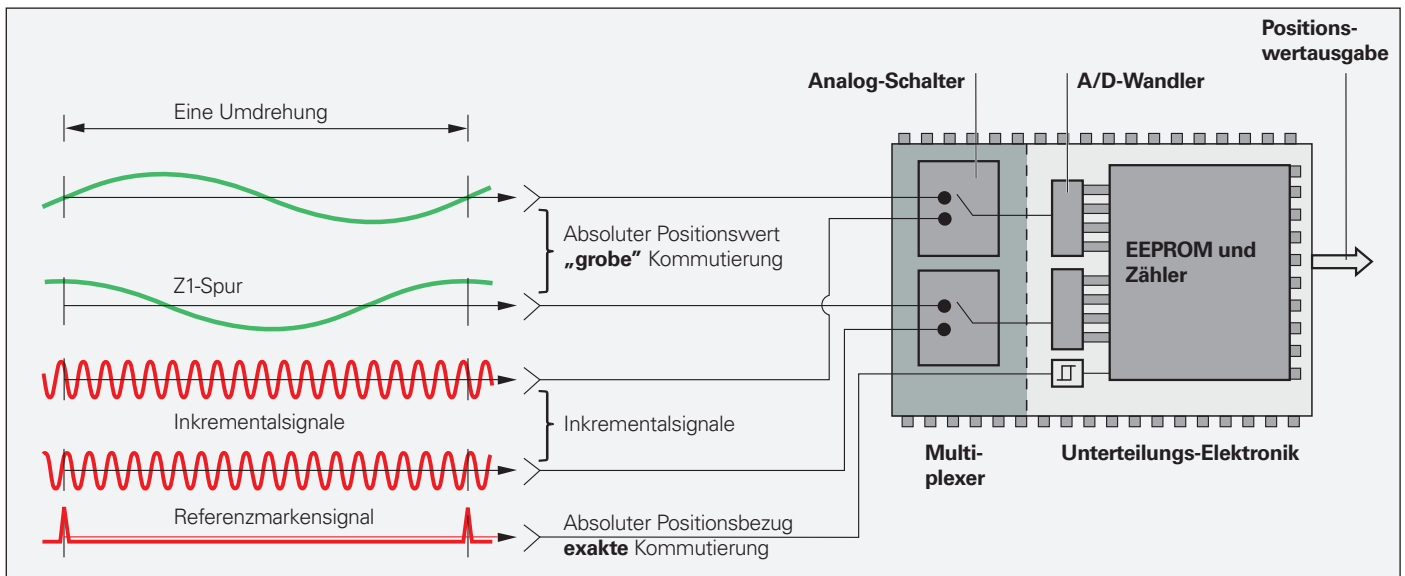 Positions-
wertausgabe
Analog-Schalter
A/D-Wandler
Eine Umdrehung
Absoluter Positionswert
„grobe” Kommutierung
EEPROM und
Zähler
Z1-Spur
Inkrementalsignale
Inkrementalsignale
Multi-
plexer
Unterteilungs-Elektronik
Referenzmarkensignal
Absoluter Positionsbezug
exakte Kommutierung